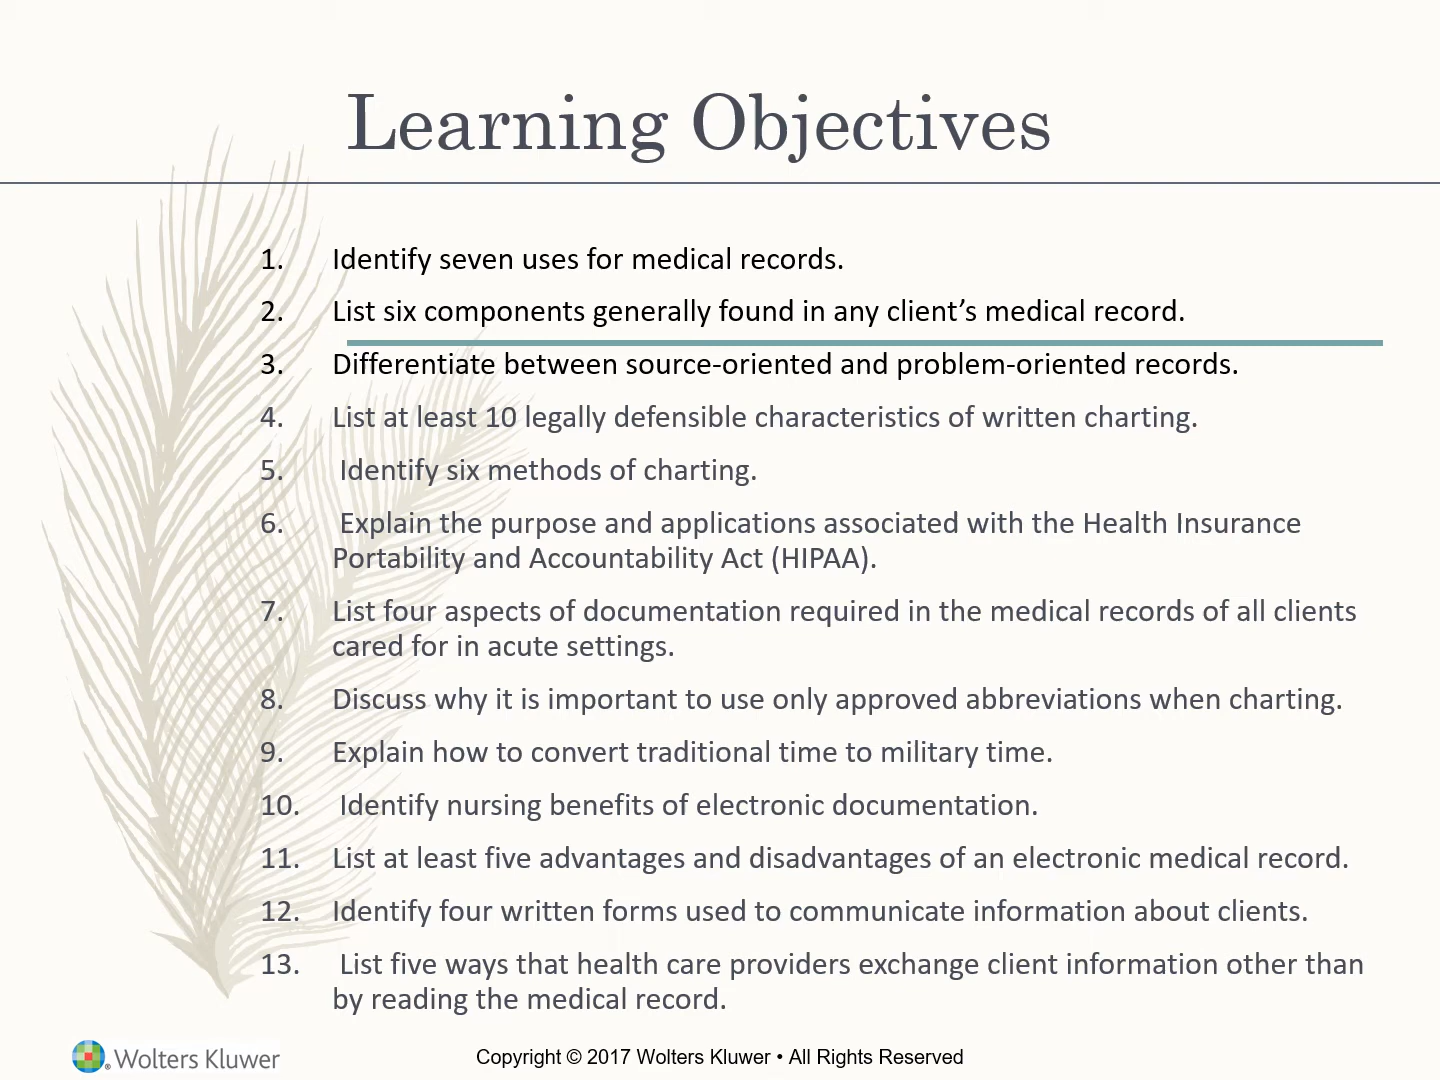 Learning Objectives
1. Identify seven uses for medical records.
2. List six components generally found in any client’s medical record.
3. Differentiate between source-oriented and problem-oriented records.
4. List at least 10 legally defensible characteristics of written charting.
5. Identify six methods of charting.
6. Explain the purpose and applications associated with the Health Insurance
Portability and Accountability Act (HIPAA).
7. List four aspects of documentation required in the medical records of all clients
cared for in acute settings.
8. Discuss why it is important to use only approved abbreviations when charting.
9. Explain how to convert traditional time to military time.
10. Identify nursing benefits of electronic documentation.
11. List at least five advantages and disadvantages of an electronic medical record.
12. Identify four written forms used to communicate information about clients.
13. List five ways that health care providers exchange client information other than
by reading the medical record.
Wolters Kluwer
Copyright © 2017 Wolters Kluwer • All Rights Reserved